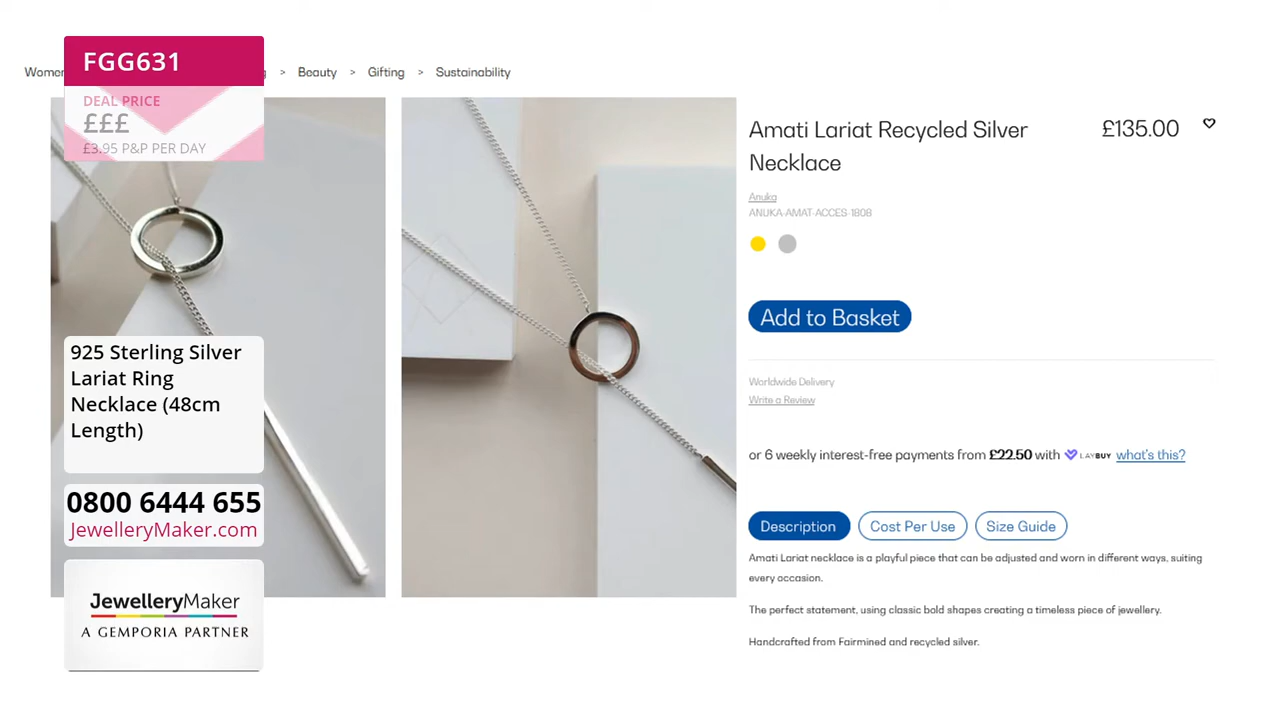 FGG631
DEAL PRICE
£££
£3.95 P&P PER DAY
> Beauty > Gifting > Sustainability
Amati Lariat Recycled Silver
Necklace
£135.00
Anuka
ANUKA-AMAT-ACCES-1808
Add to Basket
Worldwide Delivery
Write a Review
or 6 weekly interest-free payments from £22.50 with LAYBUY what's this?
Description
Cost Per Use
Size Guide
Amati Lariat necklace is a playful piece that can be adjusted and worn in different ways, suiting
every occasion.
The perfect statement, using classic bold shapes creating a timeless piece of jewellery.
Handcrafted from Fairmined and recycled silver.
925 Sterling Silver
Lariat Ring
Necklace (48cm
Length)
0800 6444 655
JewelleryMaker.com
JewelleryMaker
A GEMPORIA PARTNER